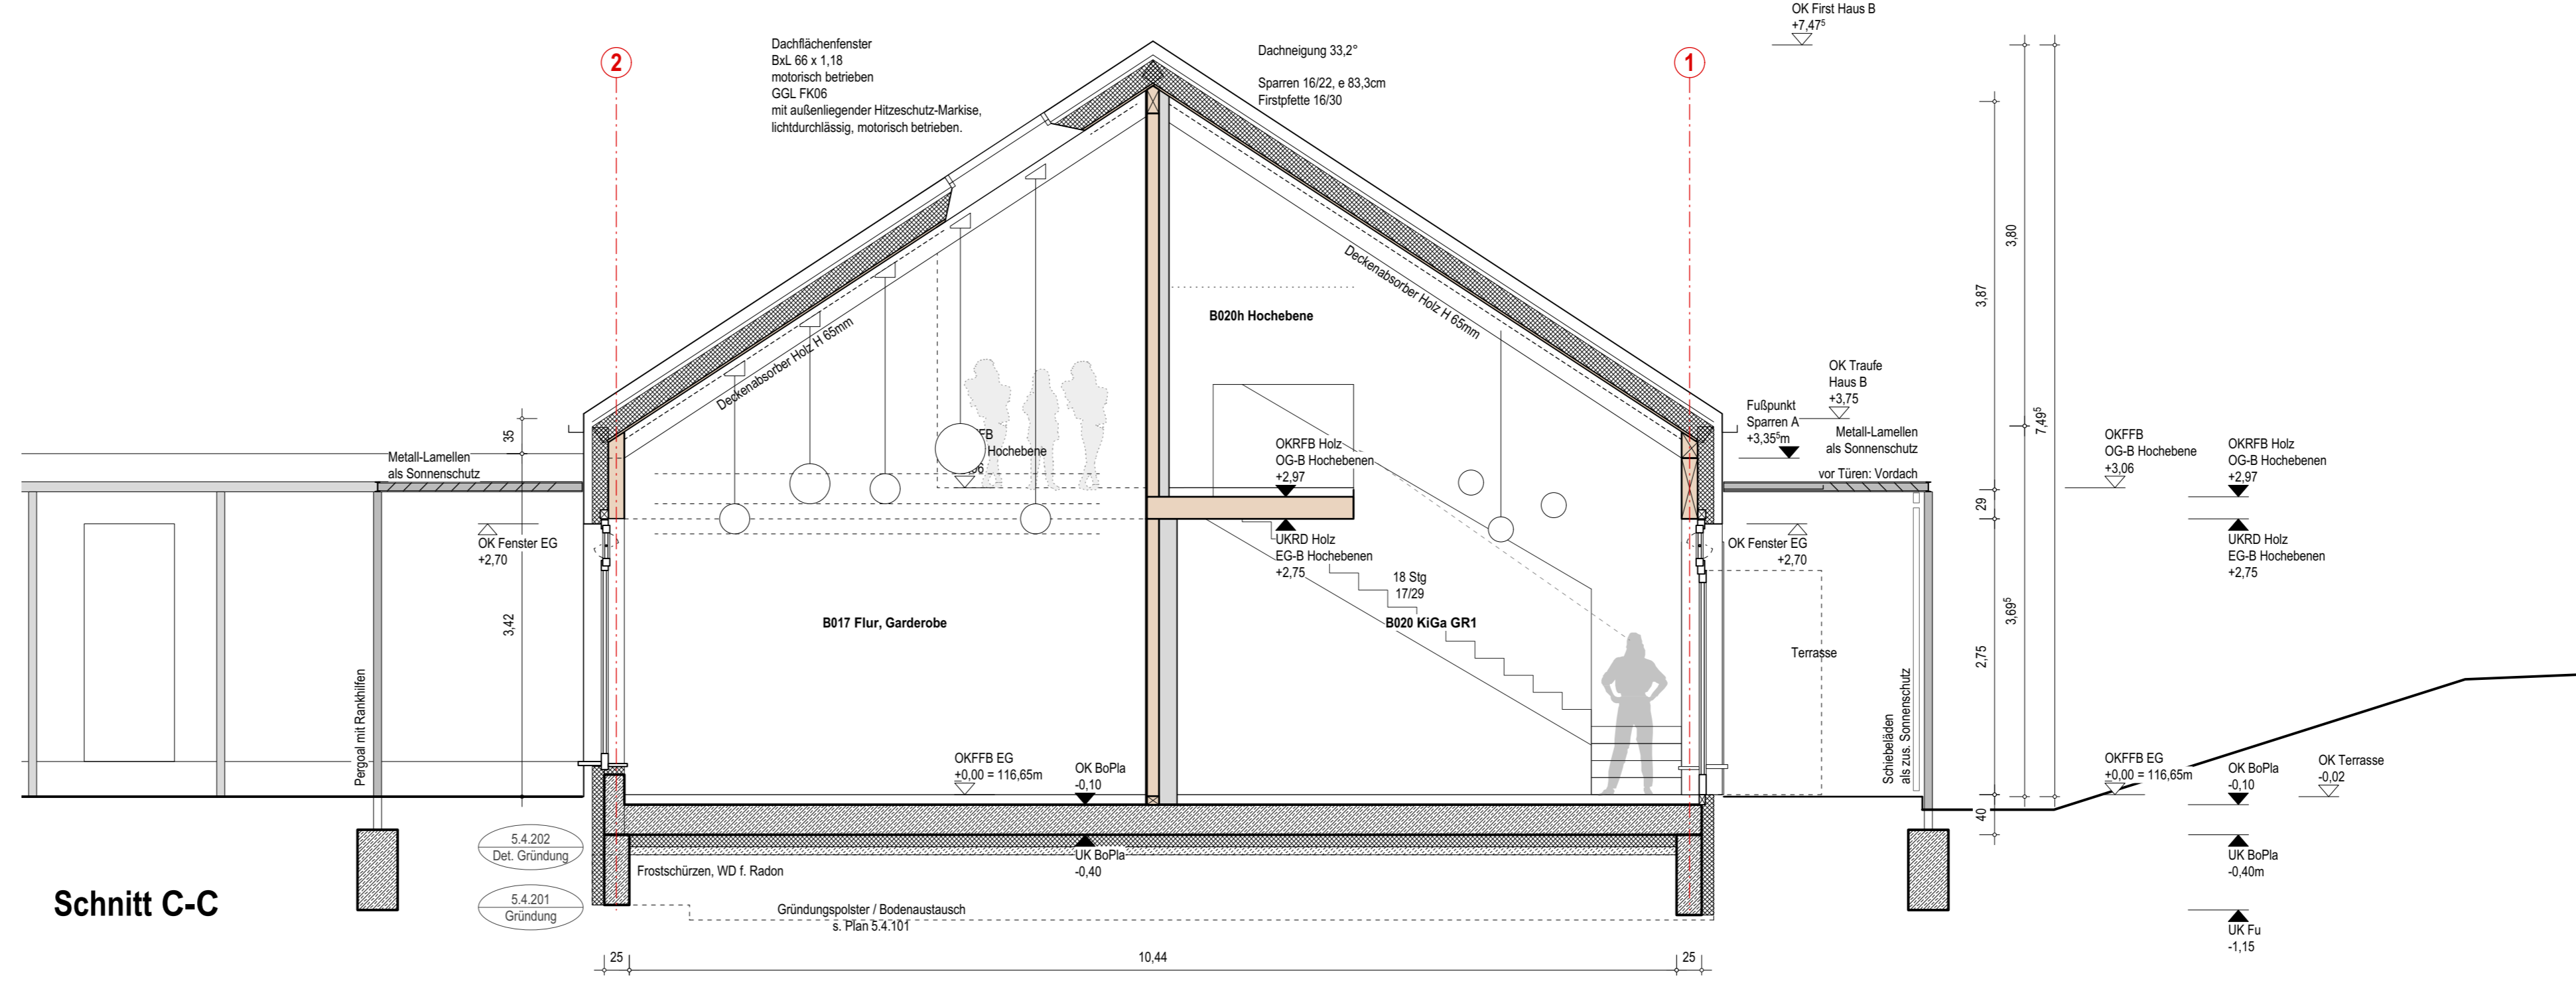 OK First Haus B
+7,47⁵
Dachflächenfenster
BxL 66 x 1,18
motorisch betrieben
GGL FK06
mit außenliegender Hitzeschutz-Markise,
lichtdurchlässig, motorisch betrieben.
Dachneigung 33,2°
Sparren 16/22, e 83,3cm
Firstpfette 16/30
2
1
3,80
3,87
7,49⁵
29
3,69⁵
2,75
40
Deckenabsorber Holz H 65mm
Deckenabsorber Holz H 65mm
B020h Hochebene
OK Traufe
Haus B
+3,75
Fußpunkt
Sparren A
+3,35⁵m
Metall-Lamellen
als Sonnenschutz
vor Türen: Vordach
35
3,42
Metall-Lamellen
als Sonnenschutz
FB
Hochebene
OKRFB Holz
OG-B Hochebenen
+2,97
OKFFB
OG-B Hochebene
+3,06
OKRFB Holz
OG-B Hochebenen
+2,97
OK Fenster EG
+2,70
UKRD Holz
EG-B Hochebenen
+2,75
OK Fenster EG
+2,70
UKRD Holz
EG-B Hochebenen
+2,75
18 Stg
17/29
B017 Flur, Garderobe
B020 KiGa GR1
Terrasse
Pergoal mit Rankhilfen
Schiebeläden
als zus. Sonnenschutz
OKFFB EG
+0,00 = 116,65m
OK BoPla
-0,10
OKFFB EG
+0,00 = 116,65m
OK BoPla
-0,10
OK Terrasse
-0,02
5.4.202
Det. Gründung
UK BoPla
-0,40
UK BoPla
-0,40m
Frostschürzen, WD f. Radon
Schnitt C-C
5.4.201
Gründung
Gründungspolster / Bodenaustausch
s. Plan 5.4.101
UK Fu
-1,15
25
10,44
25